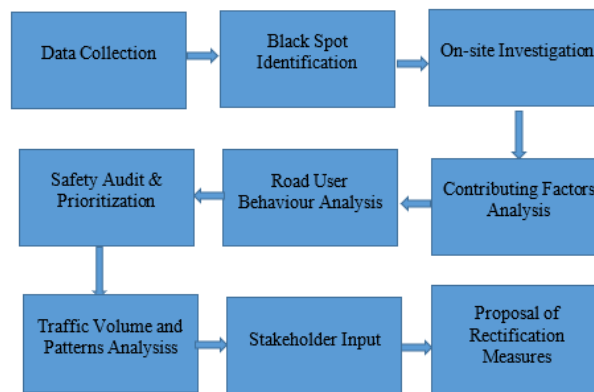 Data Collection
Black Spot
Identification
On-site Investigation
Contributing Factors
Analysis
Road User
Behaviour Analysis
Safety Audit &
Prioritization
Traffic Volume and
Patterns Analysiss
Stakeholder Input
Proposal of
Rectification
Measures